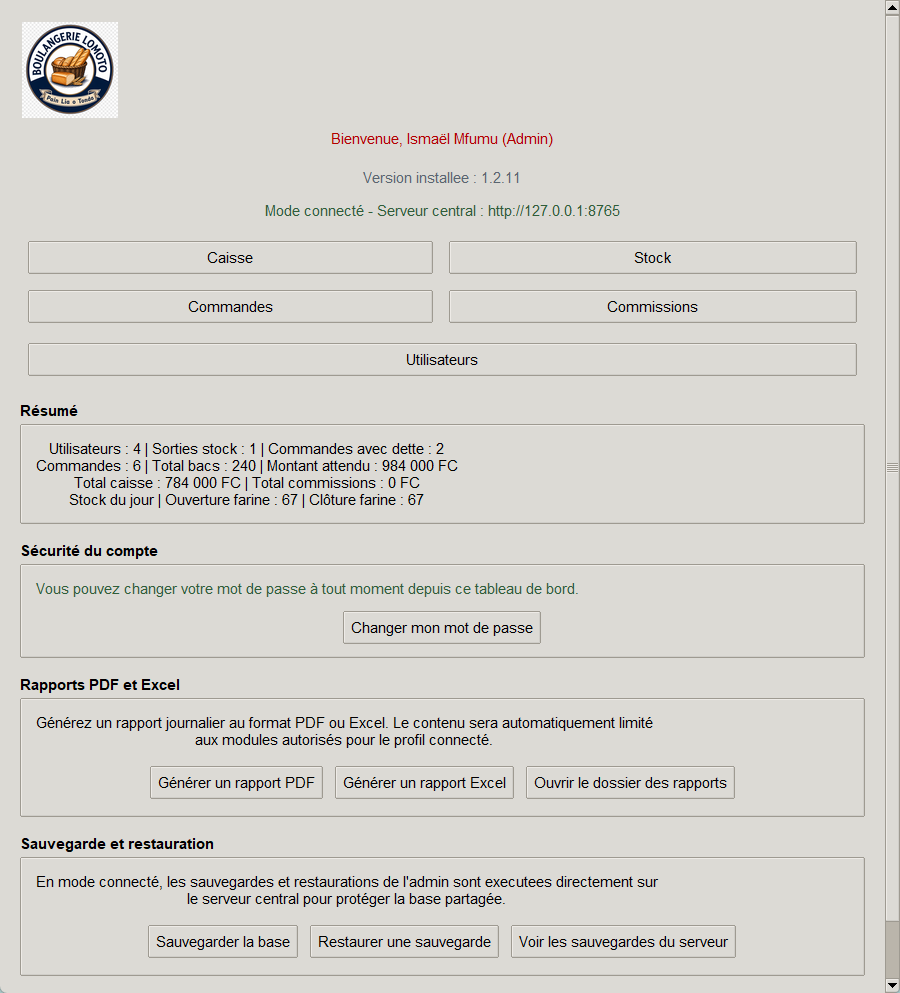 BOULANGERIE LOMOTO
Pain Lia o Tonda
Bienvenue, Ismaël Mfumu (Admin)
Version installee : 1.2.11
Mode connecté - Serveur central : http://127.0.0.1:8765
Caisse
Stock
Commandes
Commissions
Utilisateurs
Résumé
Utilisateurs : 4 | Sorties stock : 1 | Commandes avec dette : 2
Commandes : 6 | Total bacs : 240 | Montant attendu : 984 000 FC
Total caisse : 784 000 FC | Total commissions : 0 FC
Stock du jour | Ouverture farine : 67 | Clôture farine : 67
Sécurité du compte
Vous pouvez changer votre mot de passe à tout moment depuis ce tableau de bord.
Changer mon mot de passe
Rapports PDF et Excel
Générez un rapport journalier au format PDF ou Excel. Le contenu sera automatiquement limité
aux modules autorisés pour le profil connecté.
Générer un rapport PDF
Générer un rapport Excel
Ouvrir le dossier des rapports
Sauvegarde et restauration
En mode connecté, les sauvegardes et restaurations de l'admin sont executees directement sur
le serveur central pour protéger la base partagée.
Sauvegarder la base
Restaurer une sauvegarde
Voir les sauvegardes du serveur